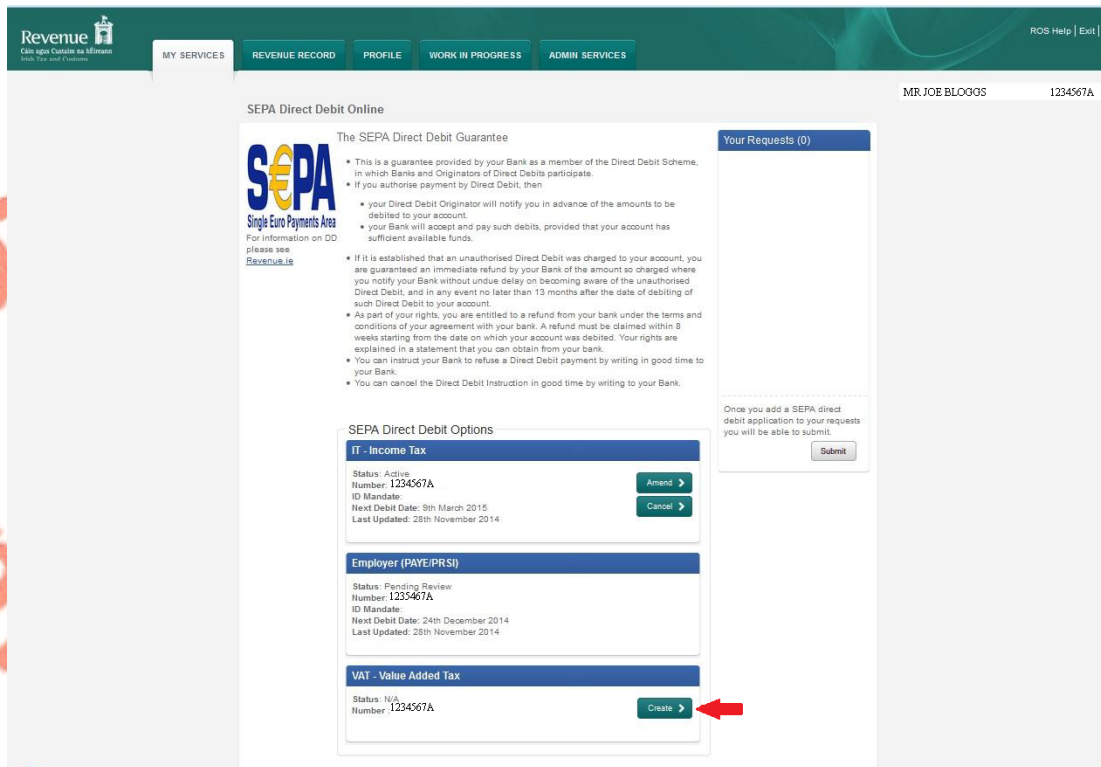 Revenue
Cáin agus Custaim na hÉireann
Irish Tax and Customs
MY SERVICES
REVENUE RECORD
PROFILE
WORK IN PROGRESS
ADMIN SERVICES
ROS Help | Exit |
MR JOE BLOGGS 1234567A
SEPA Direct Debit Online
S€PA
Single Euro Payments Area
For information on DD
please see
Revenue.ie
The SEPA Direct Debit Guarantee
• This is a guarantee provided by your Bank as a member of the Direct Debit Scheme,
in which Banks and Originators of Direct Debits participate.
• If you authorise payment by Direct Debit, then
• your Direct Debit Originator will notify you in advance of the amounts to be
debited to your account.
• your Bank will accept and pay such debits, provided that your account has
sufficient available funds.
• If it is established that an unauthorised Direct Debit was charged to your account, you
are guaranteed an immediate refund by your Bank of the amount so charged where
you notify your Bank without undue delay on becoming aware of the unauthorised
Direct Debit, and in any event no later than 13 months after the date of debiting of
such Direct Debit to your account.
• As part of your rights, you are entitled to a refund from your bank under the terms and
conditions of your agreement with your bank. A refund must be claimed within 8
weeks starting from the date on which your account was debited. Your rights are
explained in a statement that you can obtain from your bank.
• You can instruct your Bank to refuse a Direct Debit payment by writing in good time to
your Bank.
• You can cancel the Direct Debit Instruction in good time by writing to your Bank.
Your Requests (0)
Once you add a SEPA direct
debit application to your requests
you will be able to submit.
Submit
SEPA Direct Debit Options
IT - Income Tax
Status: Active
Number: 1234567A
ID Mandate:
Next Debit Date: 9th March 2015
Last Updated: 28th November 2014
Amend
Cancel
Employer (PAYE/PRSI)
Status: Pending Review
Number: 1235467A
ID Mandate:
Next Debit Date: 24th December 2014
Last Updated: 28th November 2014
VAT - Value Added Tax
Status: N/A
Number : 1234567A
Create